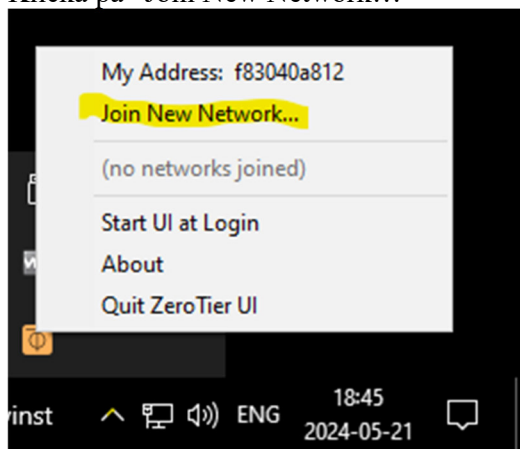 My Address: f83040a812
Join New Network...
(no networks joined)
Start UI at Login
About
Quit ZeroTier UI
vinst
ENG
18:45
2024-05-21